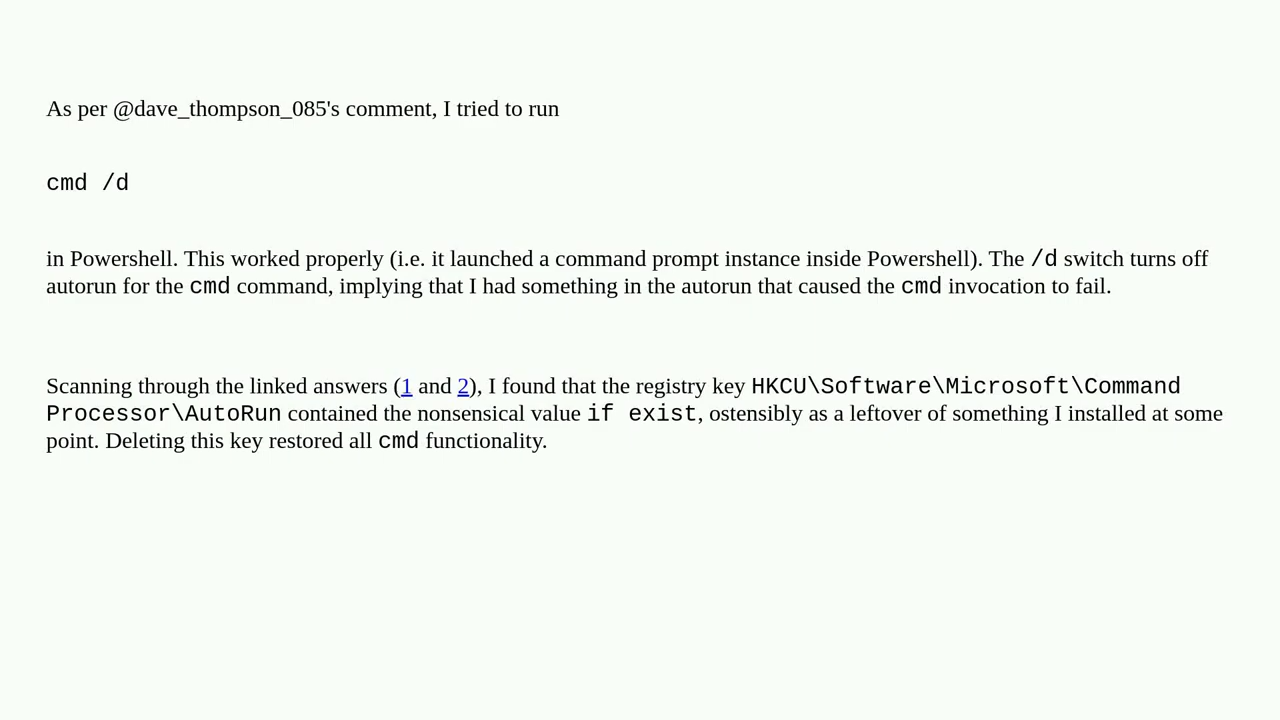 As per @dave_thompson_085's comment, I tried to run
cmd /d
in Powershell. This worked properly (i.e. it launched a command prompt instance inside Powershell). The /d switch turns off
autorun for the cmd command, implying that I had something in the autorun that caused the cmd invocation to fail.
Scanning through the linked answers (1 and 2), I found that the registry key HKCU\Software\Microsoft\Command
Processor\AutoRun contained the nonsensical value if exist, ostensibly as a leftover of something I installed at some
point. Deleting this key restored all cmd functionality.